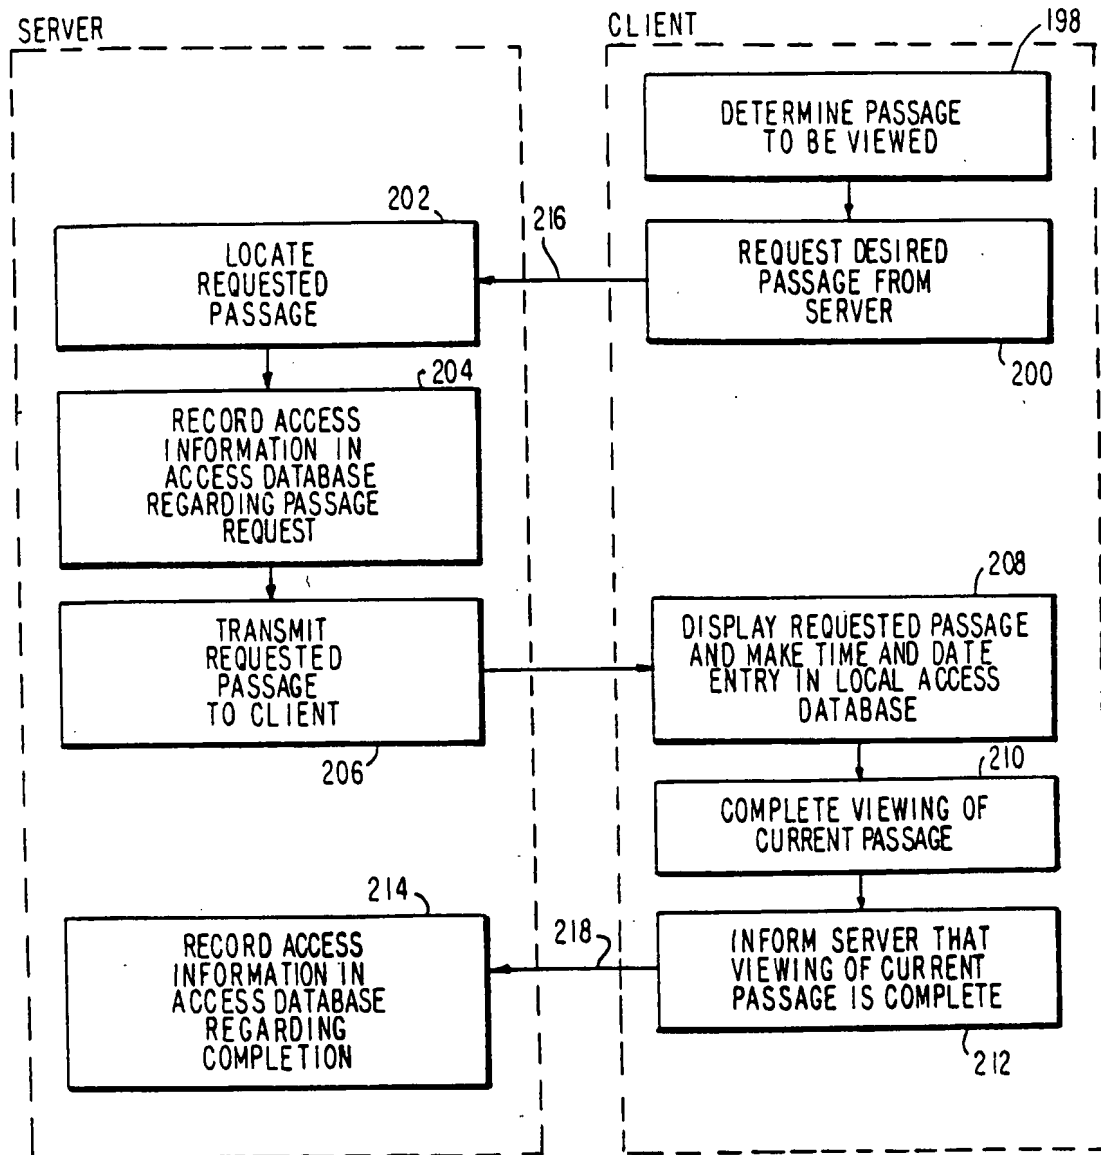 SERVER
CLIENT
198
DETERMINE PASSAGE
TO BE VIEWED
202
LOCATE
REQUESTED
PASSAGE
216
REQUEST DESIRED
PASSAGE FROM
SERVER
200
204
RECORD ACCESS
INFORMATION IN
ACCESS DATABASE
REGARDING PASSAGE
REQUEST
TRANSMIT
REQUESTED
PASSAGE
TO CLIENT
206
208
DISPLAY REQUESTED PASSAGE
AND MAKE TIME AND DATE
ENTRY IN LOCAL ACCESS
DATABASE
210
COMPLETE VIEWING OF
CURRENT PASSAGE
214
RECORD ACCESS
INFORMATION IN
ACCESS DATABASE
REGARDING
COMPLETION
218
INFORM SERVER THAT
VIEWING OF CURRENT
PASSAGE IS COMPLETE
212